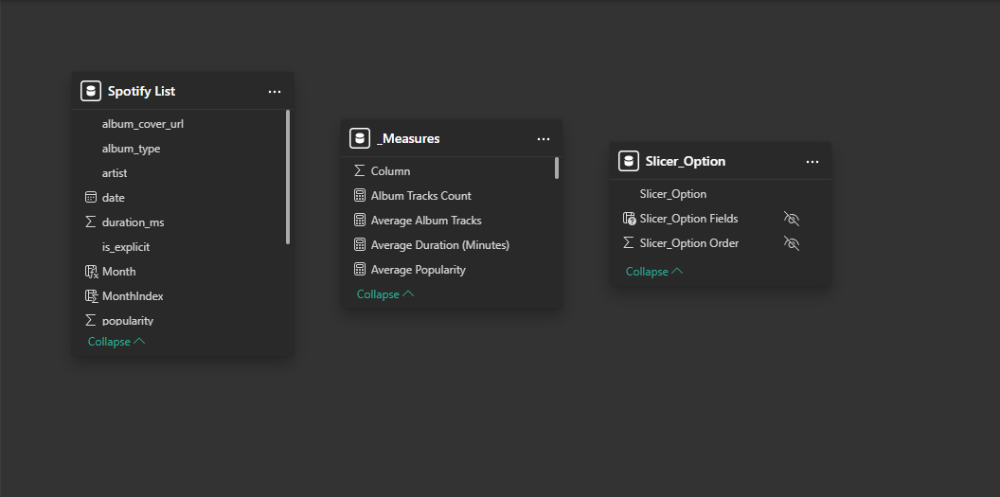 Spotify List
album_cover_url
album_type
artist
date
duration_ms
is_explicit
Month
MonthIndex
popularity
Collapse
_Measures
Column
Album Tracks Count
Average Album Tracks
Average Duration (Minutes)
Average Popularity
Collapse
Slicer_Option
Slicer_Option
Slicer_Option Fields
Slicer_Option Order
Collapse